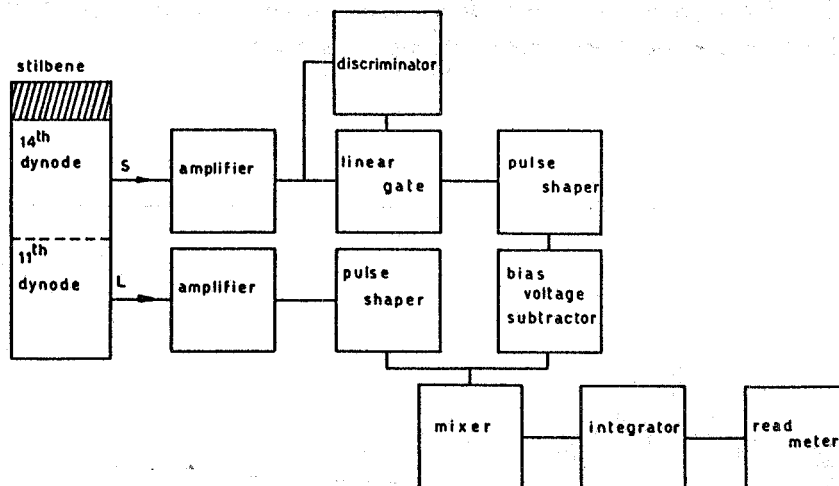 stilbene
discriminator
14th
dynode
S
amplifier
linear
gate
pulse
shaper
11th
dynode
L
amplifier
pulse
shaper
bias
voltage
subtractor
mixer
integrator
read
meter